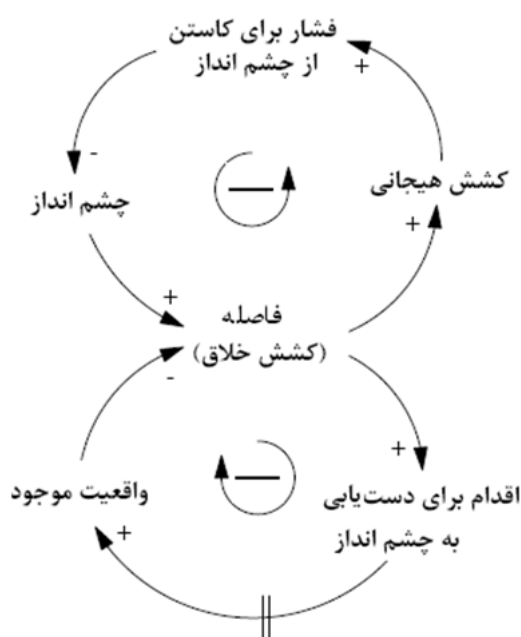 فشار برای کاستن
از چشم انداز
+
-
کشش هیجانی
چشم انداز
+
+
فاصله
(کشش خلاق)
-
+
واقعیت موجود
اقدام برای دست‌یابی
به چشم انداز
+